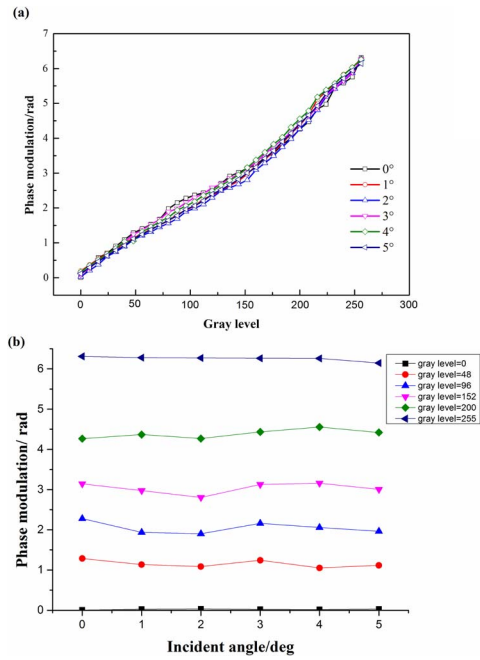 (a)
7
6
5
4
3
2
1
0
Phase modulation/rad
0°
1°
2°
3°
4°
5°
0 50 100 150 200 250 300
Gray level
(b)
6
5
4
3
2
1
0
Phase modulation/ rad
gray level=0
gray level=48
gray level=96
gray level=152
gray level=200
gray level=255
0 1 2 3 4 5
Incident angle/deg